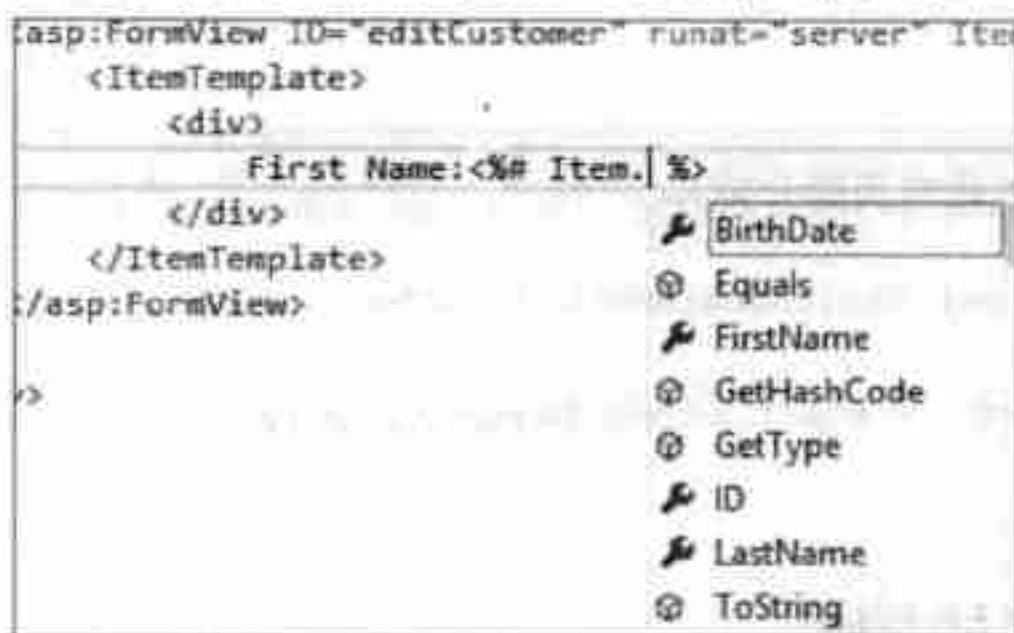 :asp:FormView ID="editCustomer" runat="server" Ite
<ItemTemplate>
<div>
First Name:<%# Item. %>
</div>
</ItemTemplate>
:/asp:FormView>
/>
BirthDate
Equals
FirstName
GetHashCode
GetType
ID
LastName
ToString